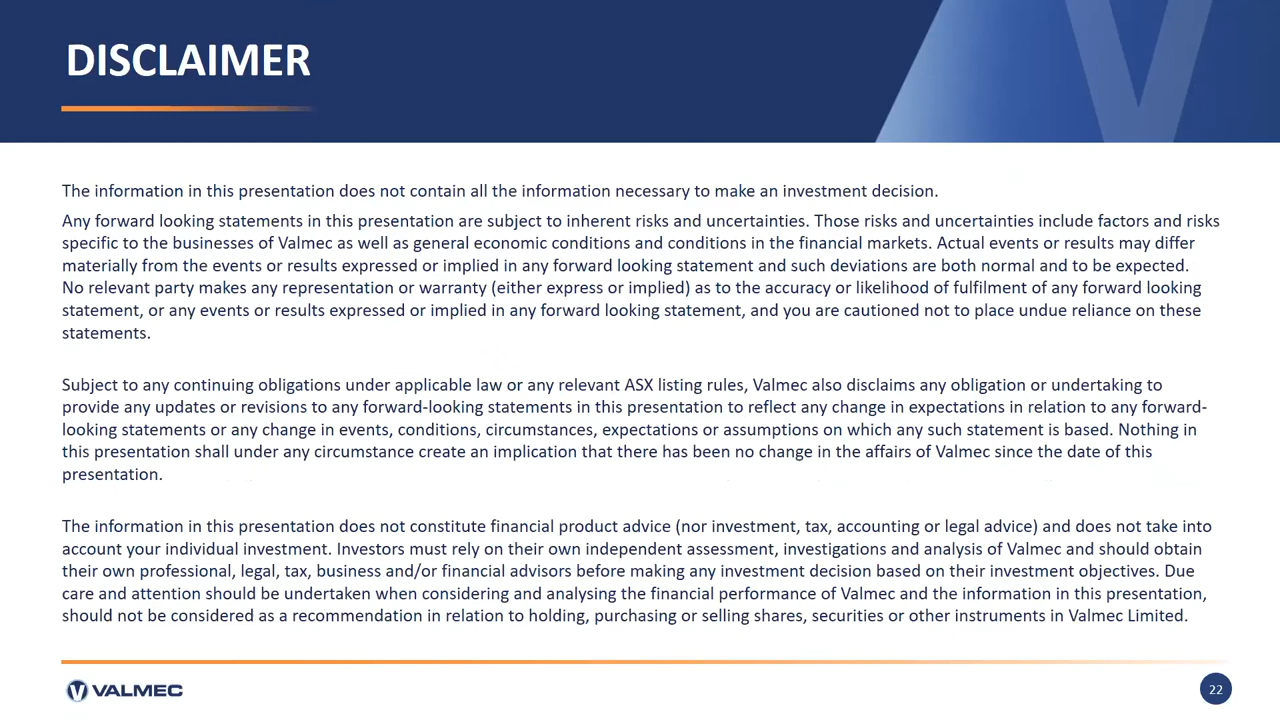 DISCLAIMER
The information in this presentation does not contain all the information necessary to make an investment decision.
Any forward looking statements in this presentation are subject to inherent risks and uncertainties. Those risks and uncertainties include factors and risks
specific to the businesses of Valmec as well as general economic conditions and conditions in the financial markets. Actual events or results may differ
materially from the events or results expressed or implied in any forward looking statement and such deviations are both normal and to be expected.
No relevant party makes any representation or warranty (either express or implied) as to the accuracy or likelihood of fulfilment of any forward looking
statement, or any events or results expressed or implied in any forward looking statement, and you are cautioned not to place undue reliance on these
statements.
Subject to any continuing obligations under applicable law or any relevant ASX listing rules, Valmec also disclaims any obligation or undertaking to
provide any updates or revisions to any forward-looking statements in this presentation to reflect any change in expectations in relation to any forward-
looking statements or any change in events, conditions, circumstances, expectations or assumptions on which any such statement is based. Nothing in
this presentation shall under any circumstance create an implication that there has been no change in the affairs of Valmec since the date of this
presentation.
The information in this presentation does not constitute financial product advice (nor investment, tax, accounting or legal advice) and does not take into
account your individual investment. Investors must rely on their own independent assessment, investigations and analysis of Valmec and should obtain
their own professional, legal, tax, business and/or financial advisors before making any investment decision based on their investment objectives. Due
care and attention should be undertaken when considering and analysing the financial performance of Valmec and the information in this presentation,
should not be considered as a recommendation in relation to holding, purchasing or selling shares, securities or other instruments in Valmec Limited.
VALMEC
22